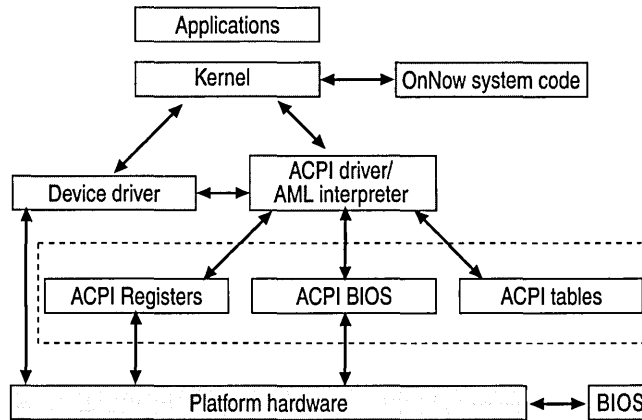 Applications
Kernel
OnNow system code
Device driver
ACPI driver/
AML interpreter
ACPI Registers
ACPI BIOS
ACPI tables
Platform hardware
BIOS